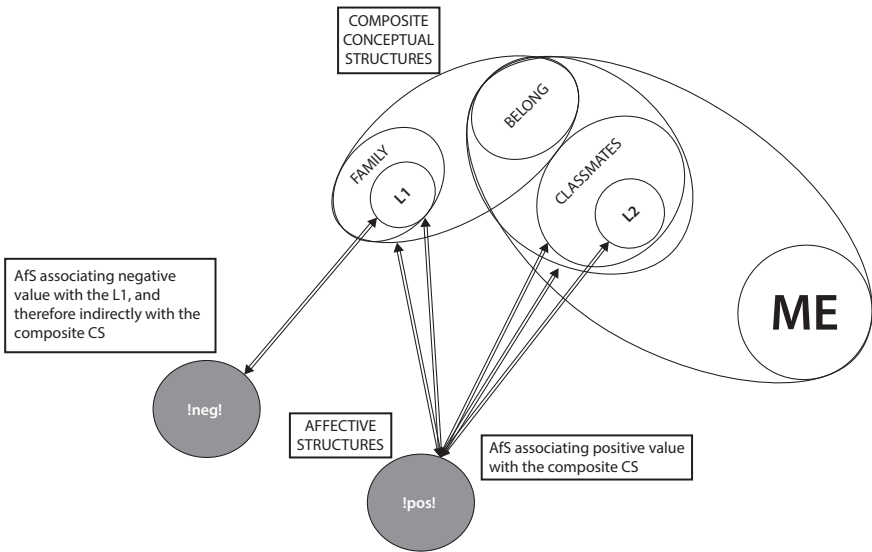 COMPOSITE
CONCEPTUAL
STRUCTURES
BELONG
FAMILY
CLASSMATES
L1
L2
ME
AfS associating negative
value with the L1, and
therefore indirectly with the
composite CS
!neg!
AFFECTIVE
STRUCTURES
AfS associating positive value
with the composite CS
!pos!